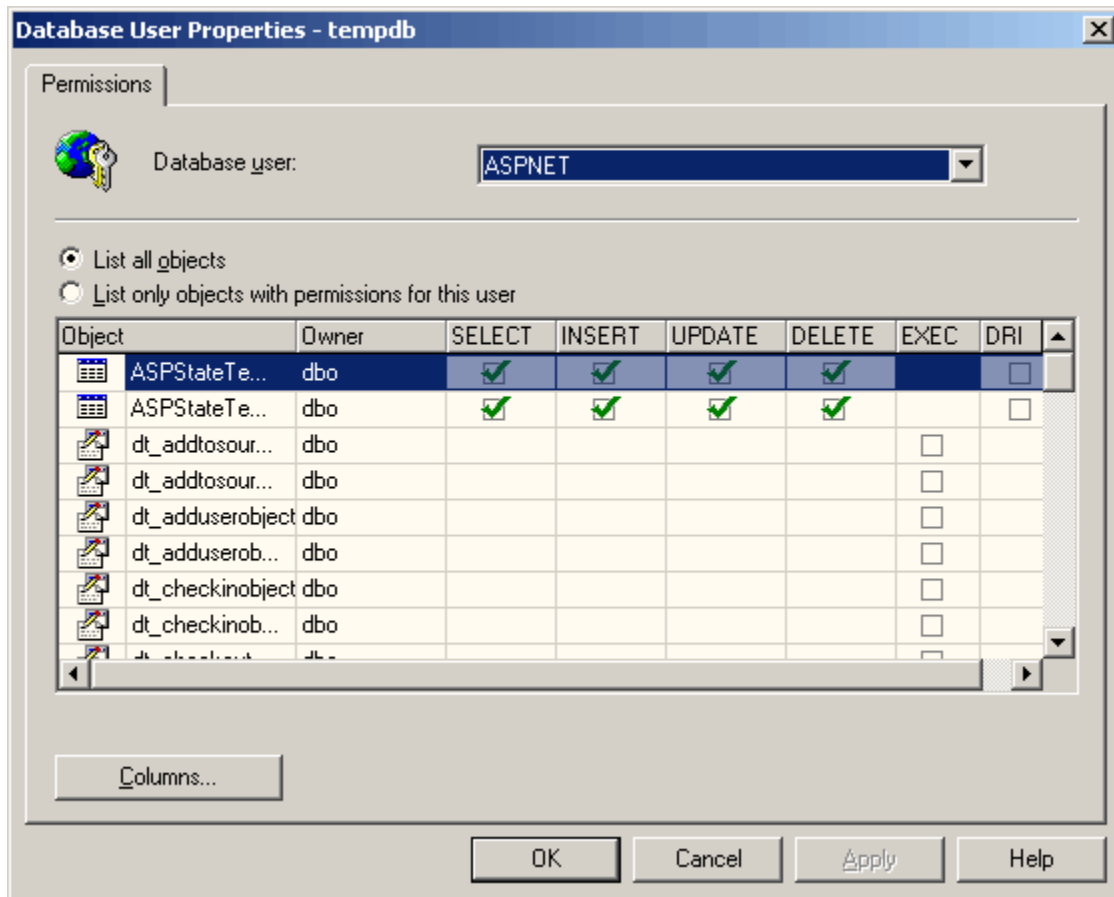 Database User Properties - tempdb
Permissions
Database user: ASPNET
List all objects
List only objects with permissions for this user
Object Owner SELECT INSERT UPDATE DELETE EXEC DRI
ASPStateTe... dbo
ASPStateTe... dbo
dt_addtosour... dbo
dt_addtosour... dbo
dt_adduserobject dbo
dt_adduserob... dbo
dt_checkinobject dbo
dt_checkinob... dbo
Columns...
OK Cancel Apply Help